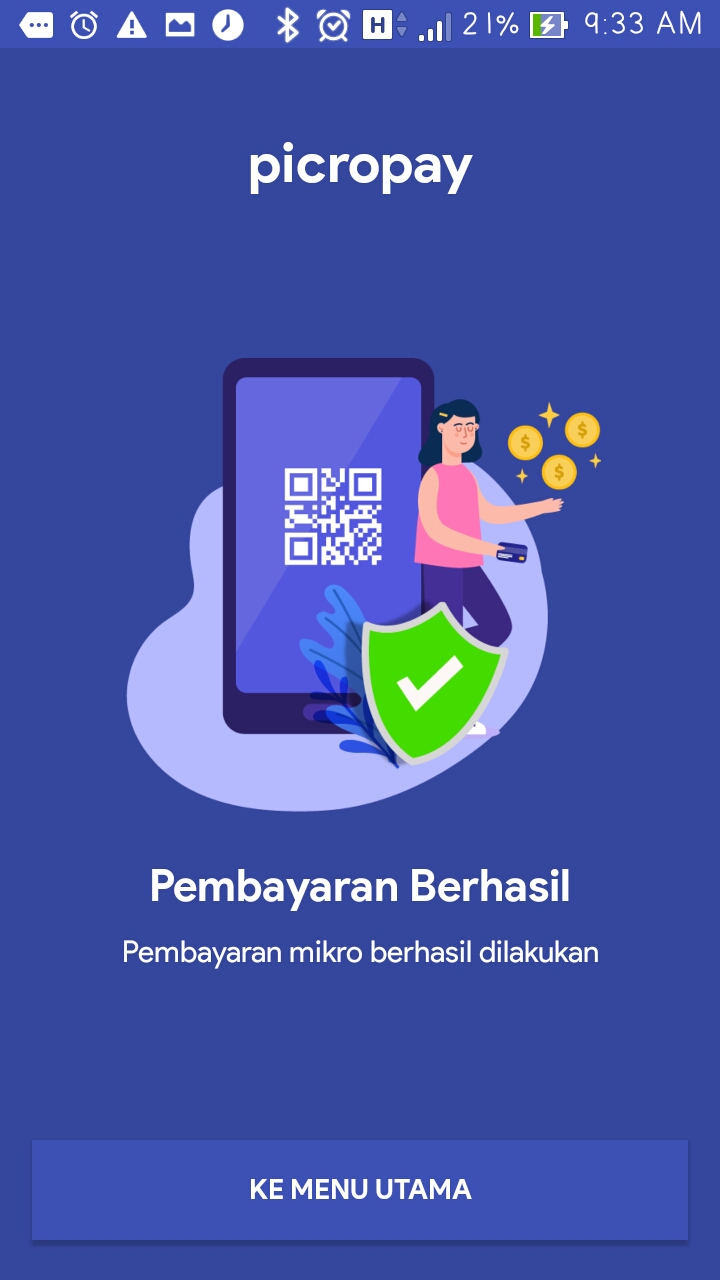 H 21% 9:33 AM
picropay
$ $ $
Pembayaran Berhasil
Pembayaran mikro berhasil dilakukan
KE MENU UTAMA